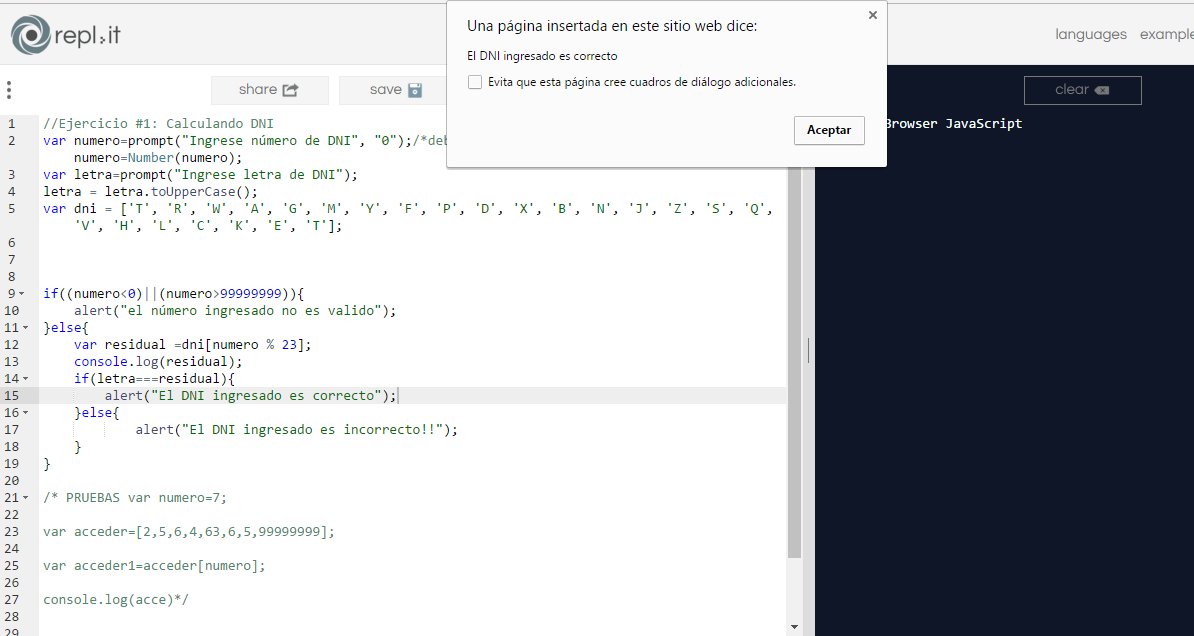 repl.it
languages example
Una página insertada en este sitio web dice:
El DNI ingresado es correcto
Evita que esta página cree cuadros de diálogo adicionales.
Aceptar
share save
clear
Browser JavaScript
1 //Ejercicio #1: Calculando DNI
2 var numero=prompt("Ingrese número de DNI", "0");/*deb
numero=Number(numero);
3 var letra=prompt("Ingrese letra de DNI");
4 letra = letra.toUpperCase();
5 var dni = ['T', 'R', 'W', 'A', 'G', 'M', 'Y', 'F', 'P', 'D', 'X', 'B', 'N', 'J', 'Z', 'S', 'Q',
'V', 'H', 'L', 'C', 'K', 'E', 'T'];
6
7
8
9 if((numero<0)||(numero>99999999)){
10 alert("el número ingresado no es valido");
11 }else{
12 var residual =dni[numero % 23];
13 console.log(residual);
14 if(letra===residual){
15 alert("El DNI ingresado es correcto");
16 }else{
17 alert("El DNI ingresado es incorrecto!!");
18 }
19 }
20
21 /* PRUEBAS var numero=7;
22
23 var acceder=[2,5,6,4,63,6,5,99999999];
24
25 var acceder1=acceder[numero];
26
27 console.log(acce)*/
28
29